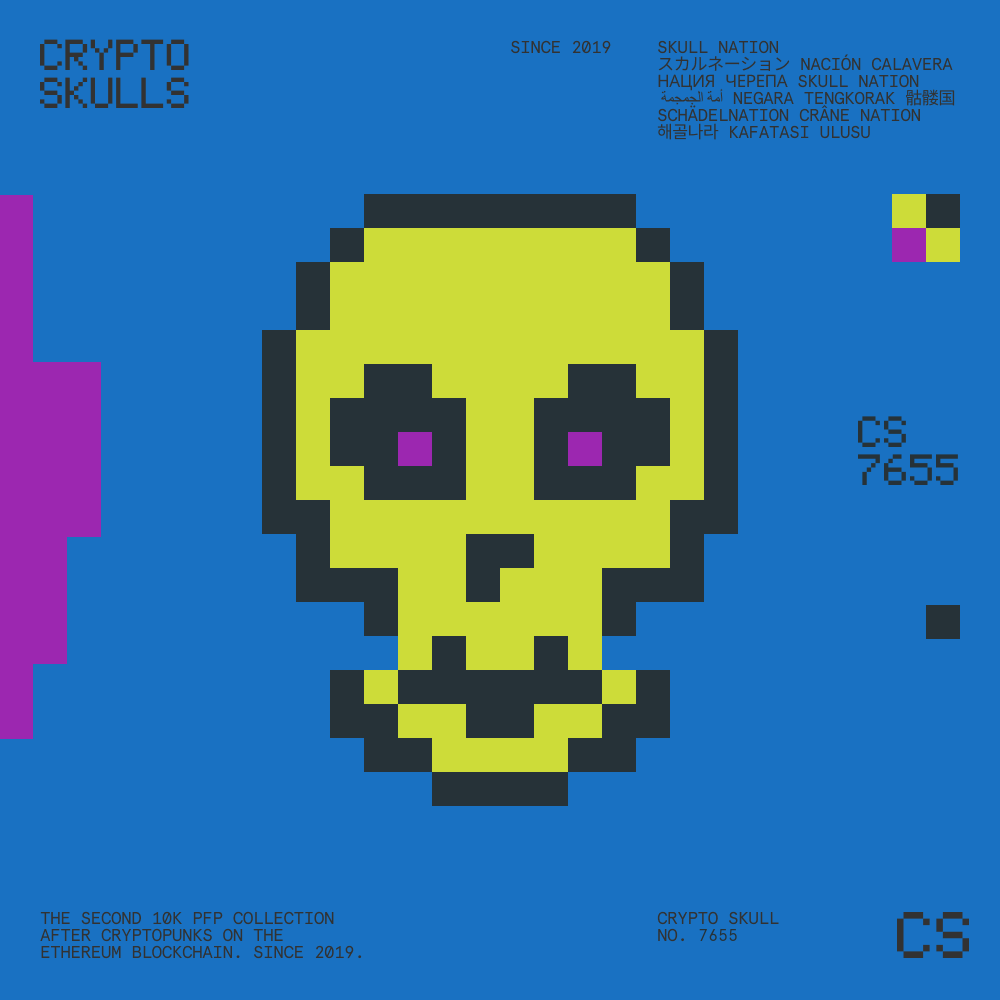 CRYPTO
SKULLS
SINCE 2019
SKULL NATION
スカルネーション NACIÓN CALAVERA
НАЦИЯ ЧЕРЕПА SKULL NATION
أمة الجمجمة NEGARA TENGKORAK 骷髅国
SCHÄDELNATION CRÂNE NATION
해골나라 KAFATASI ULUSU
CS
7655
THE SECOND 10K PFP COLLECTION
AFTER CRYPTOPUNKS ON THE
ETHEREUM BLOCKCHAIN. SINCE 2019.
CRYPTO SKULL
NO. 7655
CS